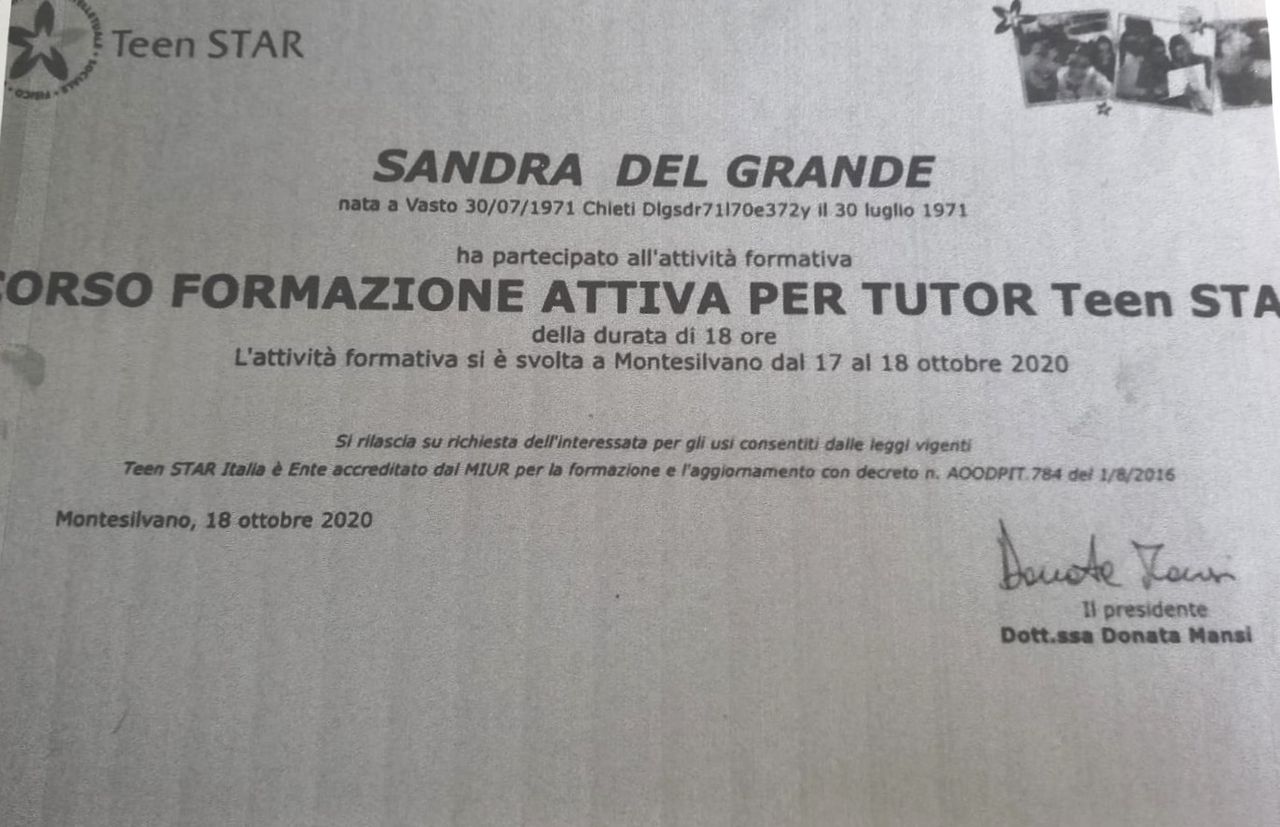 Teen STAR
SANDRA DEL GRANDE
nata a Vasto 30/07/1971 Chieti Dlgsdr71l70e372y il 30 luglio 1971
ha partecipato all'attività formativa
CORSO FORMAZIONE ATTIVA PER TUTOR Teen STA
della durata di 18 ore
L'attività formativa si è svolta a Montesilvano dal 17 al 18 ottobre 2020
Si rilascia su richiesta dell'interessata per gli usi consentiti dalle leggi vigenti
Teen STAR Italia è Ente accreditato dal MIUR per la formazione e l'aggiornamento con decreto n. AOODPIT.784 del 1/8/2016
Montesilvano, 18 ottobre 2020
Donata Mansi
Il presidente
Dott.ssa Donata Mansi